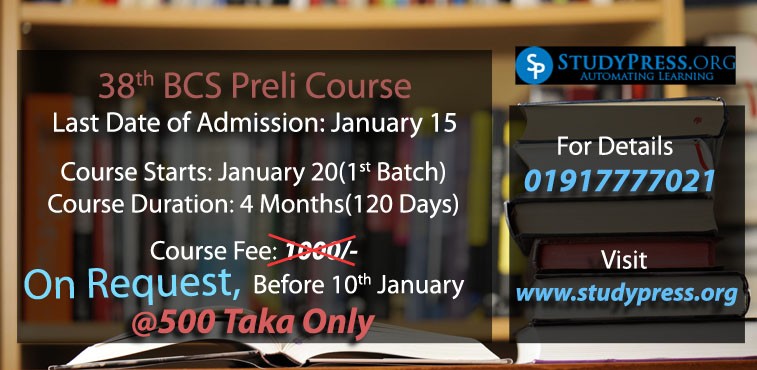 38th BCS Preli Course
Last Date of Admission: January 15
Course Starts: January 20(1st Batch)
Course Duration: 4 Months(120 Days)
Course Fee: 1000/-
On Request, Before 10th January
@500 Taka Only
SP STUDYPRESS.ORG
AUTOMATING LEARNING
For Details
01917777021
Visit
www.studypress.org